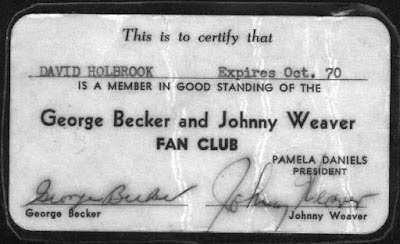 This is to certify that
DAVID HOLBROOK Expires Oct. 70
IS A MEMBER IN GOOD STANDING OF THE
George Becker and Johnny Weaver
FAN CLUB
PAMELA DANIELS
PRESIDENT
George Becker Johnny Weaver
George Becker Johnny Weaver